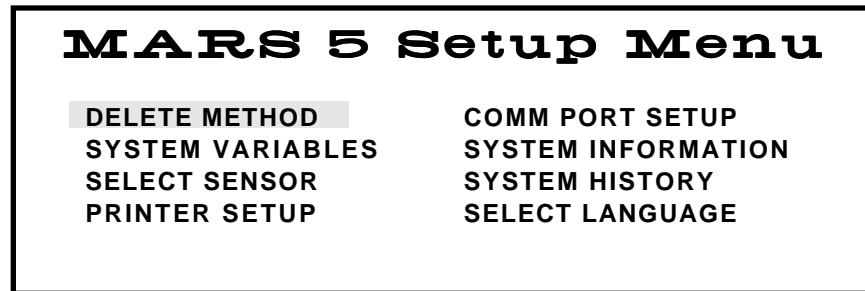 MARS 5 Setup Menu
DELETE METHOD
SYSTEM VARIABLES
SELECT SENSOR
PRINTER SETUP
COMM PORT SETUP
SYSTEM INFORMATION
SYSTEM HISTORY
SELECT LANGUAGE